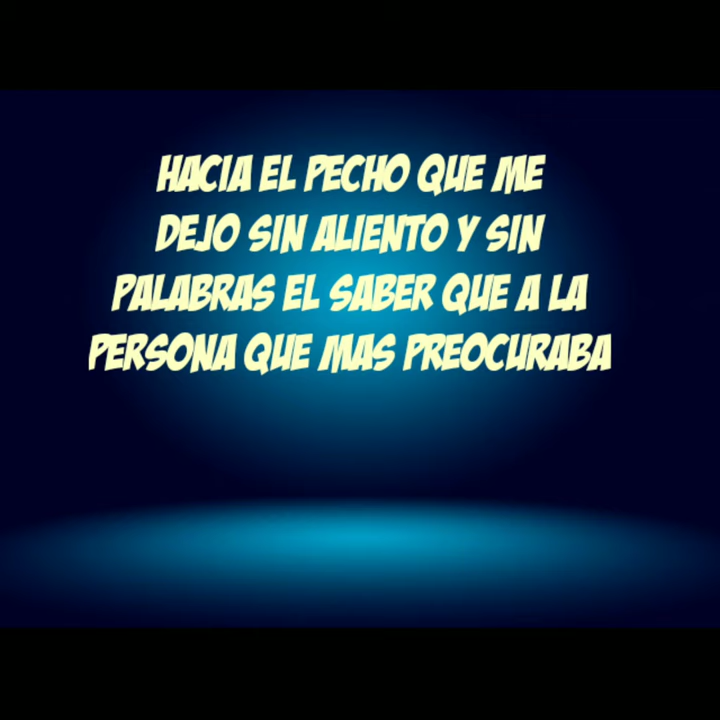 HACIA EL PECHO QUE ME
DEJO SIN ALIENTO Y SIN
PALABRAS EL SABER QUE A LA
PERSONA QUE MAS PREOCURABA